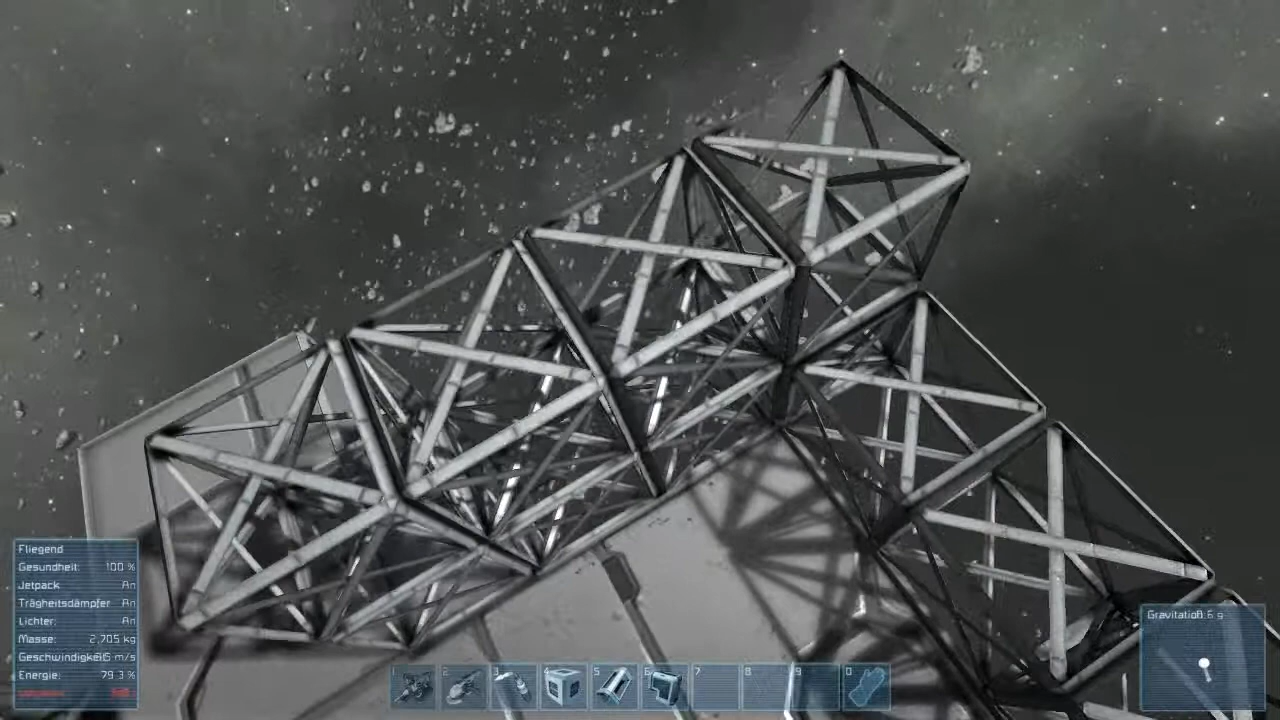 Fliegend
Gesundheit: 100 %
Jetpack An
Trägheitsdämpfer An
Lichter: An
Masse: 2,705 kg
m/s
Energie: 79.3 %
1 2 3 4 5 6 7 8 9 0